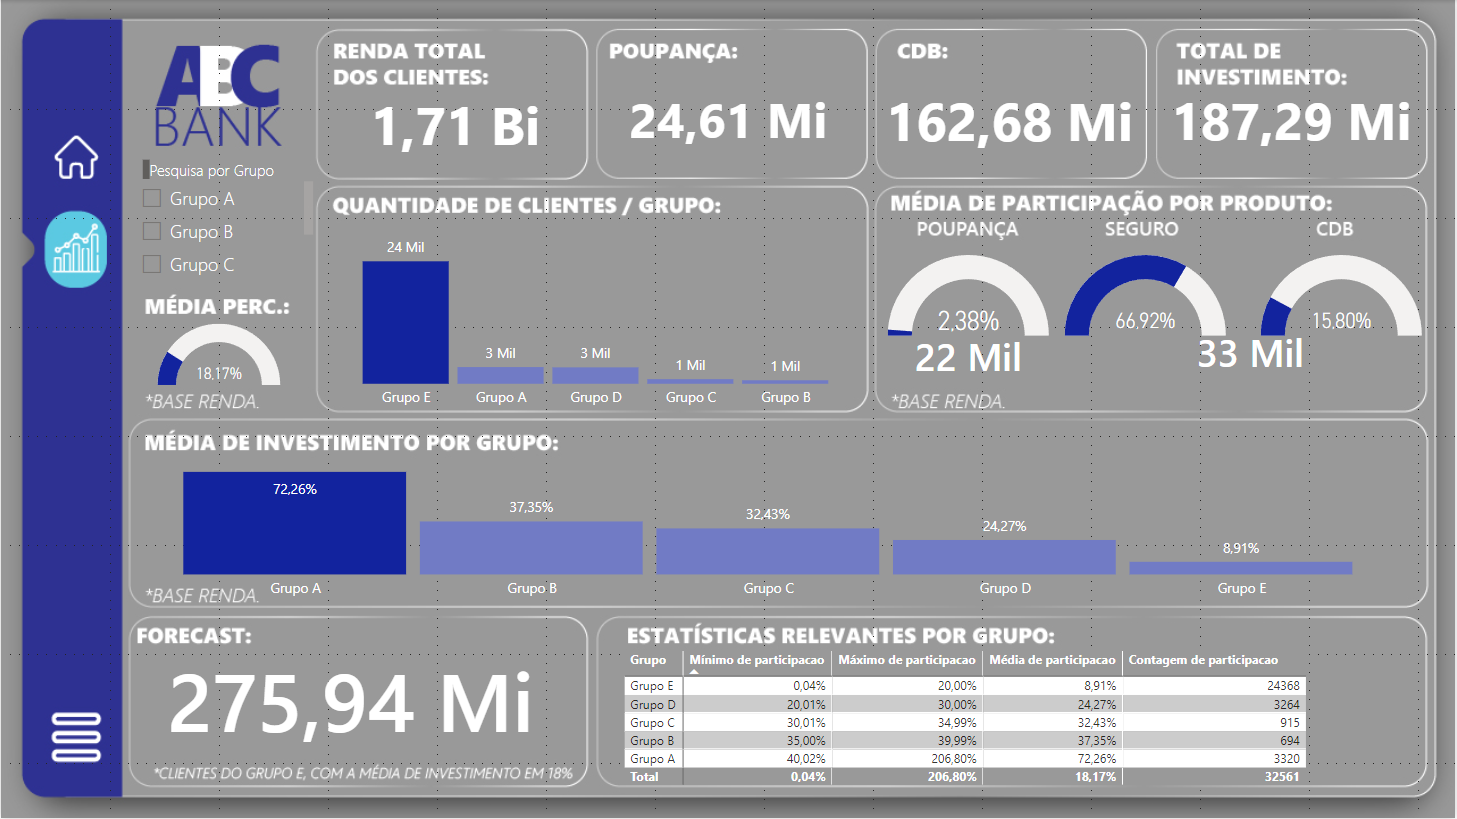 ABC
BANK
Pesquisa por Grupo
Grupo A
Grupo B
Grupo C
MÉDIA PERC.:
18,17%
*BASE RENDA.
RENDA TOTAL
DOS CLIENTES:
1,71 Bi
POUPANÇA:
24,61 Mi
CDB:
162,68 Mi
TOTAL DE
INVESTIMENTO:
187,29 Mi
QUANTIDADE DE CLIENTES / GRUPO:
24 Mil
3 Mil
3 Mil
1 Mil
1 Mil
Grupo E
Grupo A
Grupo D
Grupo C
Grupo B
MÉDIA DE PARTICIPAÇÃO POR PRODUTO:
POUPANÇA
SEGURO
CDB
2,38%
66,92%
15,80%
22 Mil
33 Mil
*BASE RENDA.
MÉDIA DE INVESTIMENTO POR GRUPO:
72,26%
37,35%
32,43%
24,27%
8,91%
Grupo A
Grupo B
Grupo C
Grupo D
Grupo E
*BASE RENDA.
FORECAST:
275,94 Mi
*CLIENTES DO GRUPO E, COM A MÉDIA DE INVESTIMENTO EM 18%
ESTATÍSTICAS RELEVANTES POR GRUPO:
Grupo Mínimo de participacao Máximo de participacao Média de participacao Contagem de participacao
Grupo E 0,04% 20,00% 8,91% 24368
Grupo D 20,01% 30,00% 24,27% 3264
Grupo C 30,01% 34,99% 32,43% 915
Grupo B 35,00% 39,99% 37,35% 694
Grupo A 40,02% 206,80% 72,26% 3320
Total 0,04% 206,80% 18,17% 32561